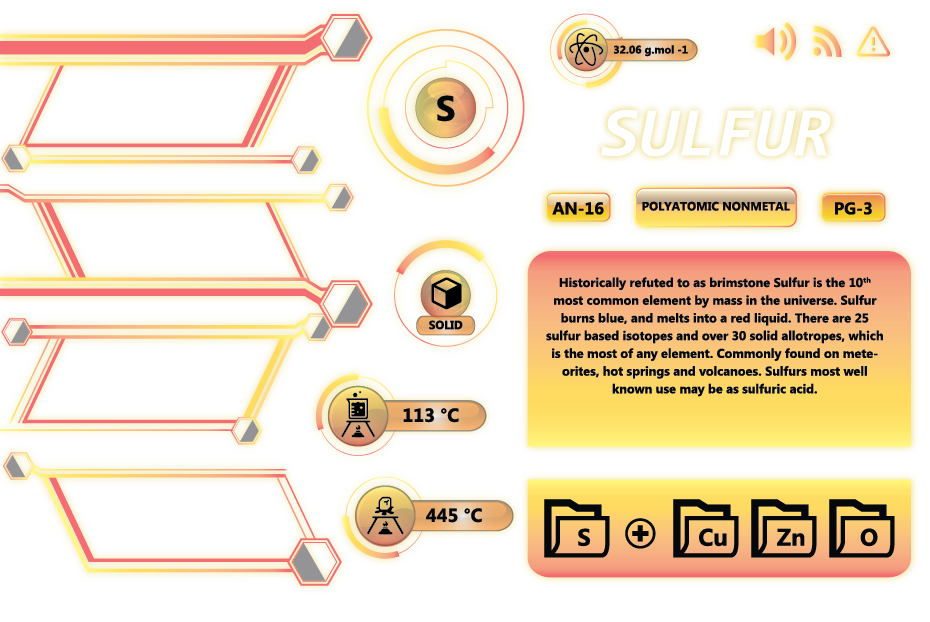 32.06 g.mol -1
S
SULFUR
AN-16
POLYATOMIC NONMETAL
PG-3
Historically refuted to as brimstone Sulfur is the 10th
most common element by mass in the universe. Sulfur
burns blue, and melts into a red liquid. There are 25
sulfur based isotopes and over 30 solid allotropes, which
is the most of any element. Commonly found on mete-
orites, hot springs and volcanoes. Sulfurs most well
known use may be as sulfuric acid.
SOLID
113 °C
445 °C
S + Cu Zn O